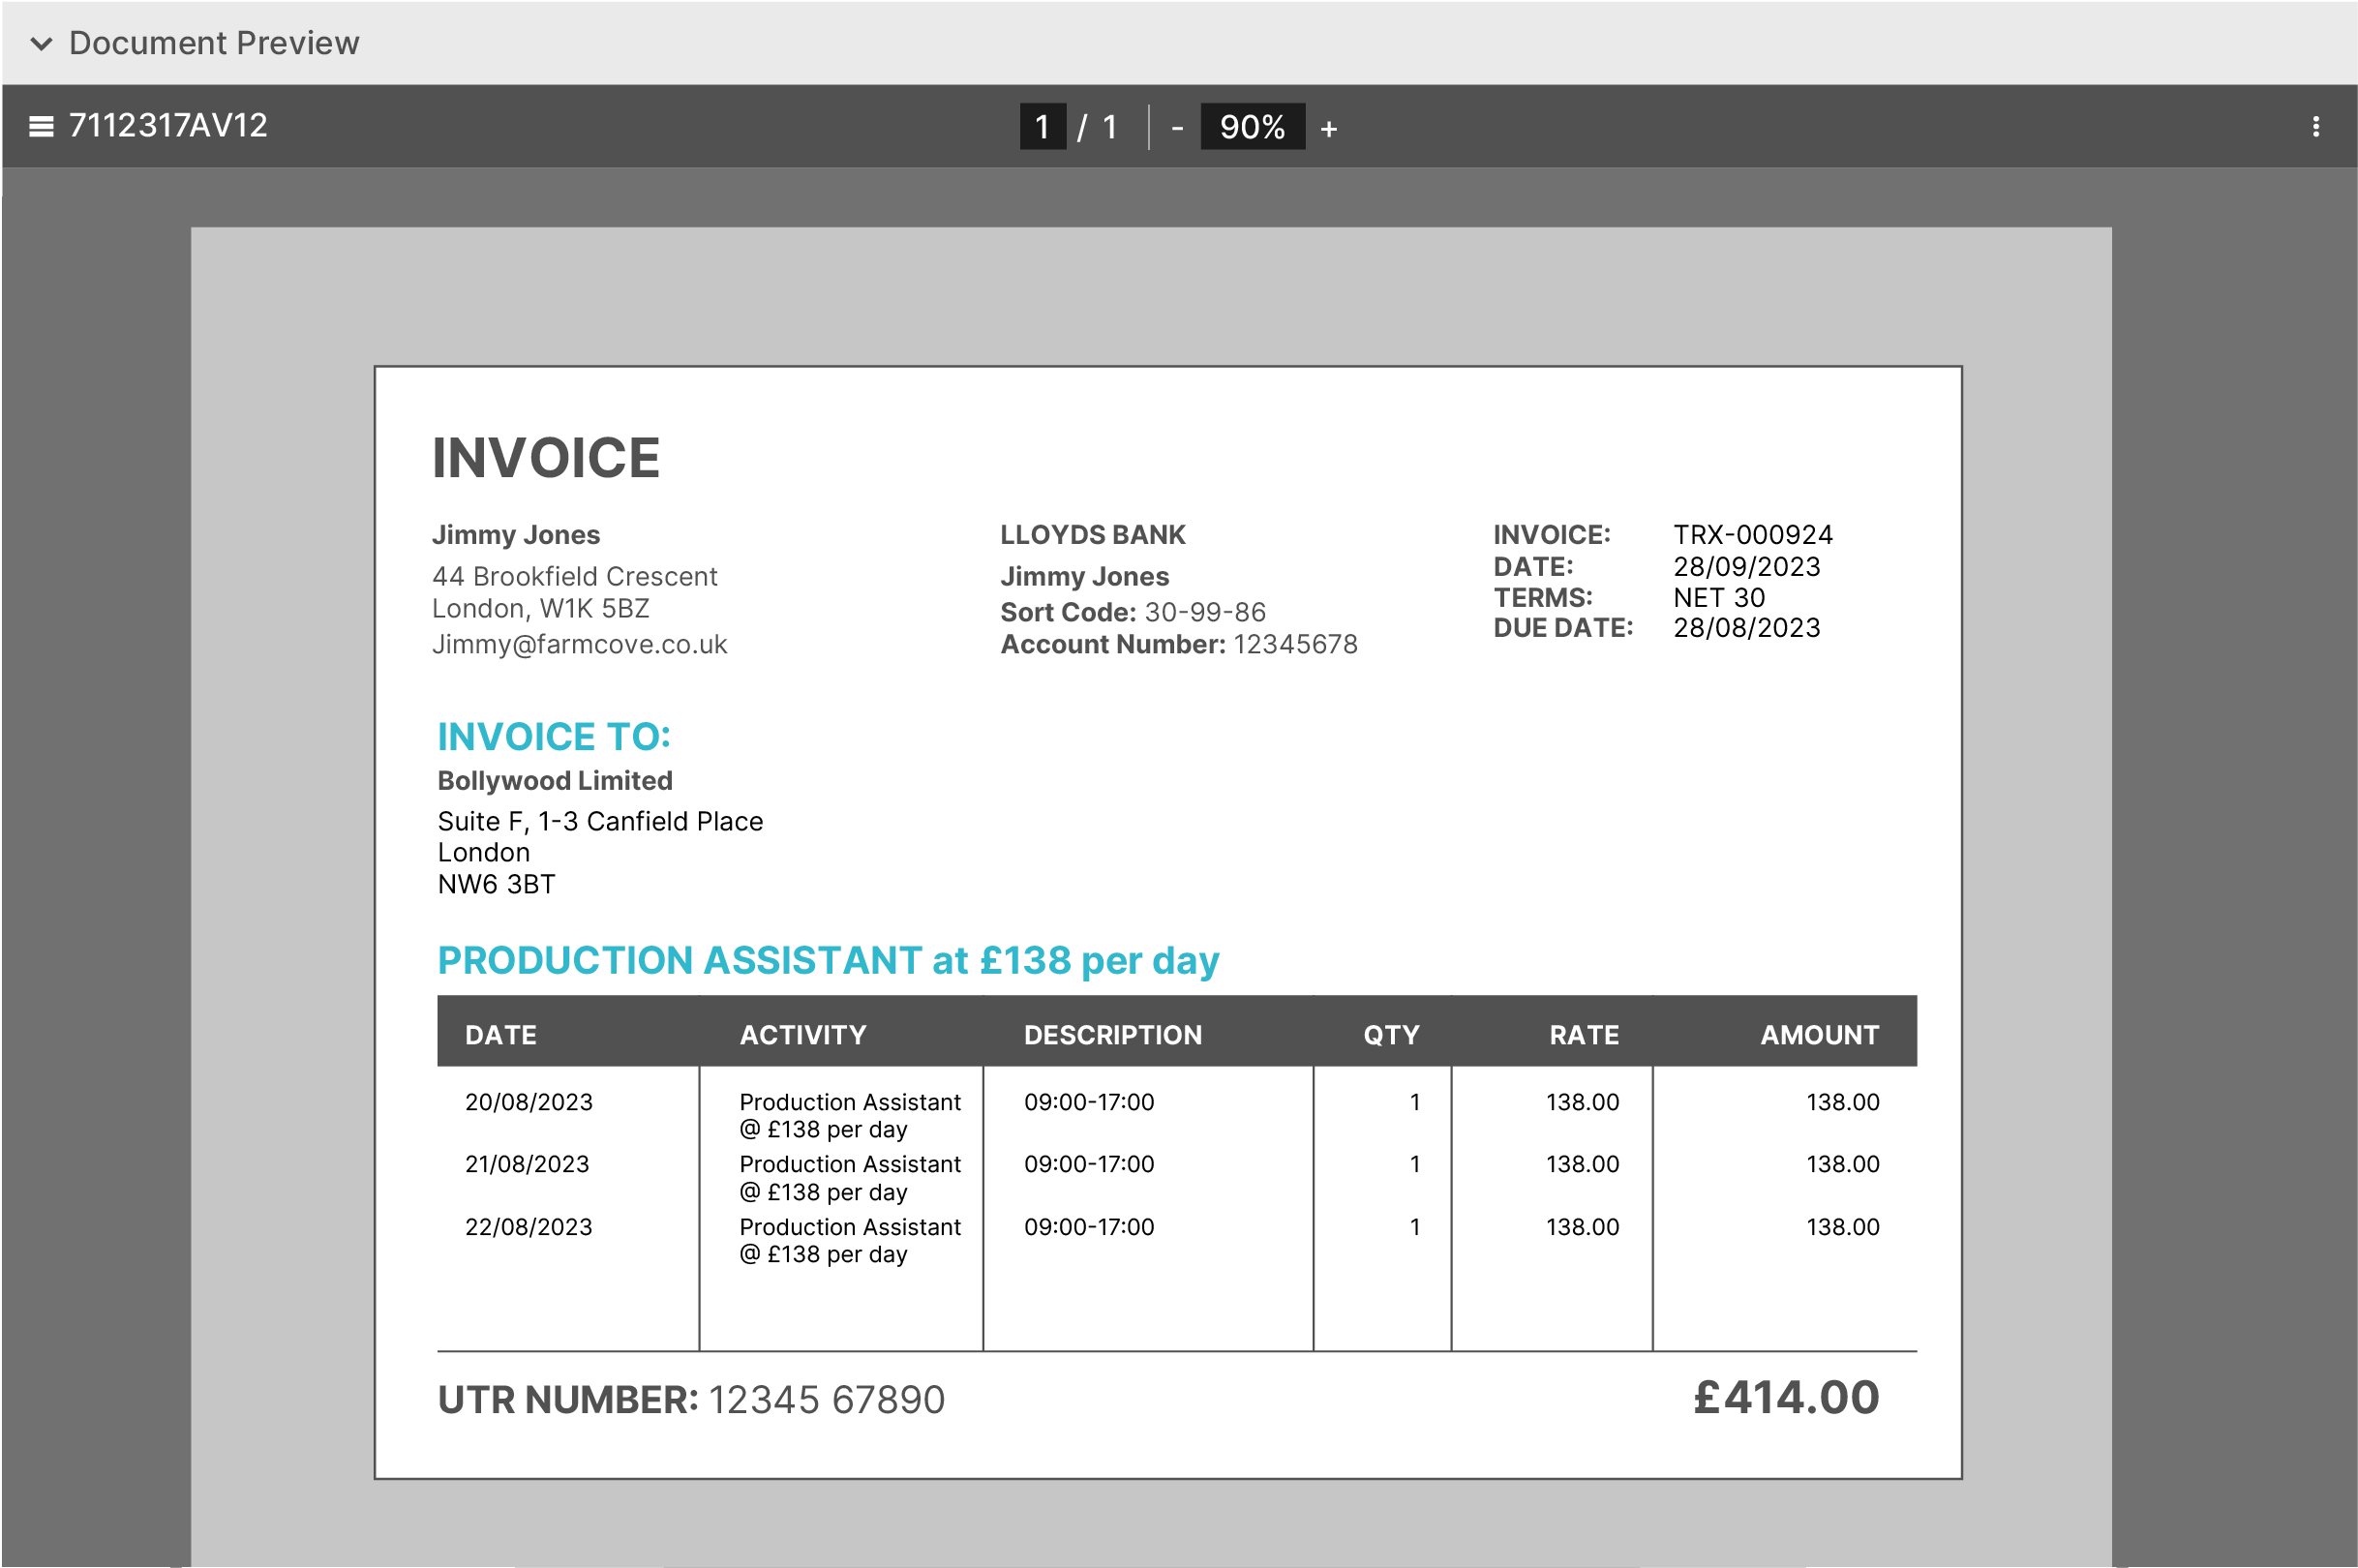 Document Preview
7112317AV12
1 / 1 - 90% +
INVOICE
Jimmy Jones
44 Brookfield Crescent
London, W1K 5BZ
Jimmy@farmcove.co.uk
LLOYDS BANK
Jimmy Jones
Sort Code: 30-99-86
Account Number: 12345678
INVOICE: TRX-000924
DATE: 28/09/2023
TERMS: NET 30
DUE DATE: 28/08/2023
INVOICE TO:
Bollywood Limited
Suite F, 1-3 Canfield Place
London
NW6 3BT
PRODUCTION ASSISTANT at £138 per day
DATE ACTIVITY DESCRIPTION QTY RATE AMOUNT
20/08/2023 Production Assistant 09:00-17:00 1 138.00 138.00
@ £138 per day
21/08/2023 Production Assistant 09:00-17:00 1 138.00 138.00
@ £138 per day
22/08/2023 Production Assistant 09:00-17:00 1 138.00 138.00
@ £138 per day
UTR NUMBER: 12345 67890 £414.00